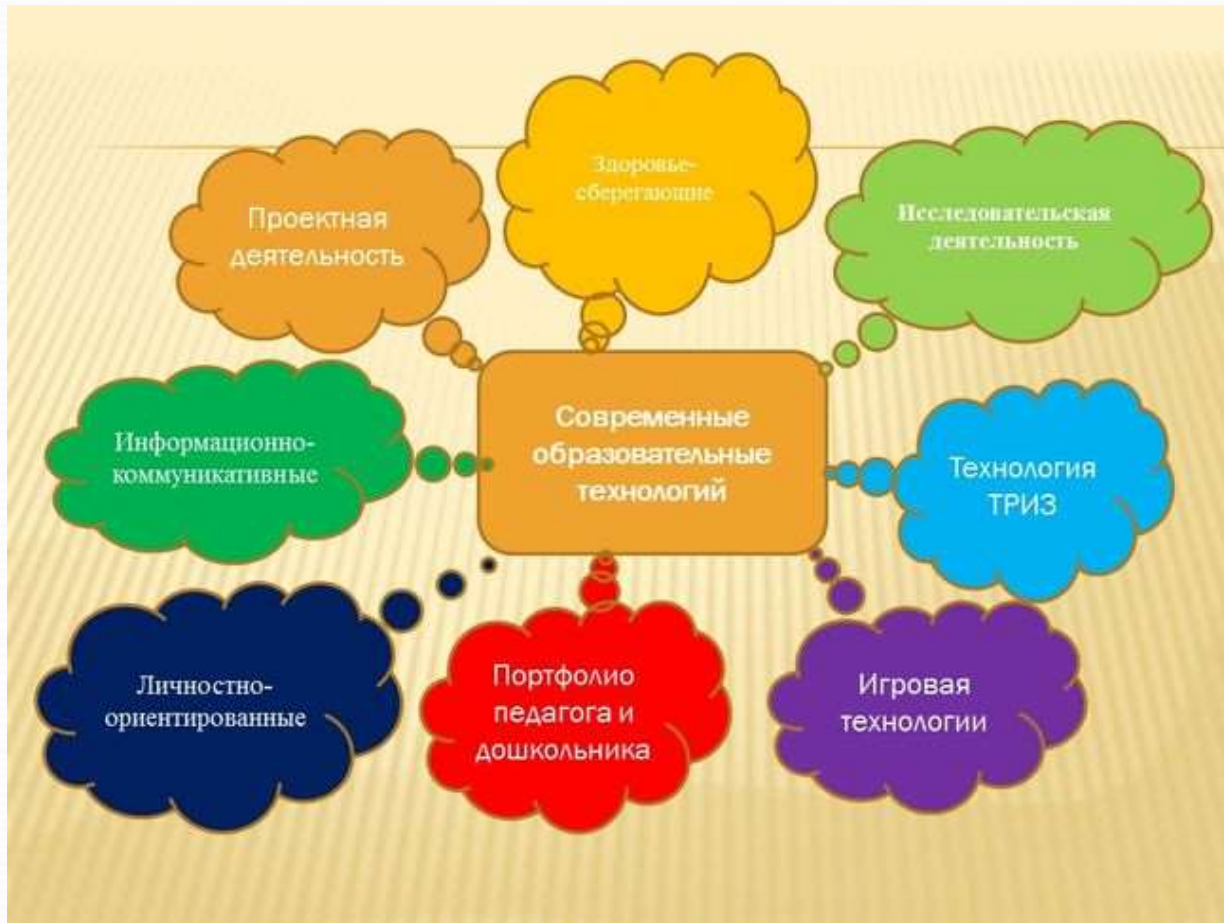 Здоровье-
сберегающие
Проектная
деятельность
Исследовательская
деятельность
Информационно-
коммуникативные
Современные
образовательные
технологий
Технология
ТРИЗ
Личностно-
ориентированные
Портфолио
педагога и
дошкольника
Игровая
технологии